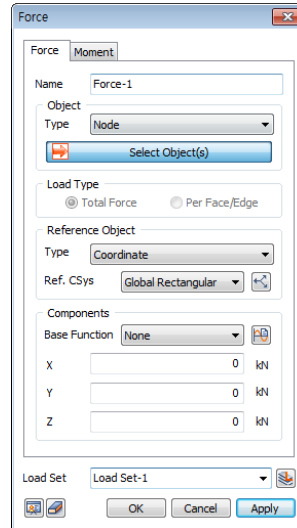 Force
Force Moment
Name Force-1
Object
Type Node
Select Object(s)
Load Type
Total Force Per Face/Edge
Reference Object
Type Coordinate
Ref. CSys Global Rectangular
Components
Base Function None
X 0 kN
Y 0 kN
Z 0 kN
Load Set Load Set-1
OK Cancel Apply